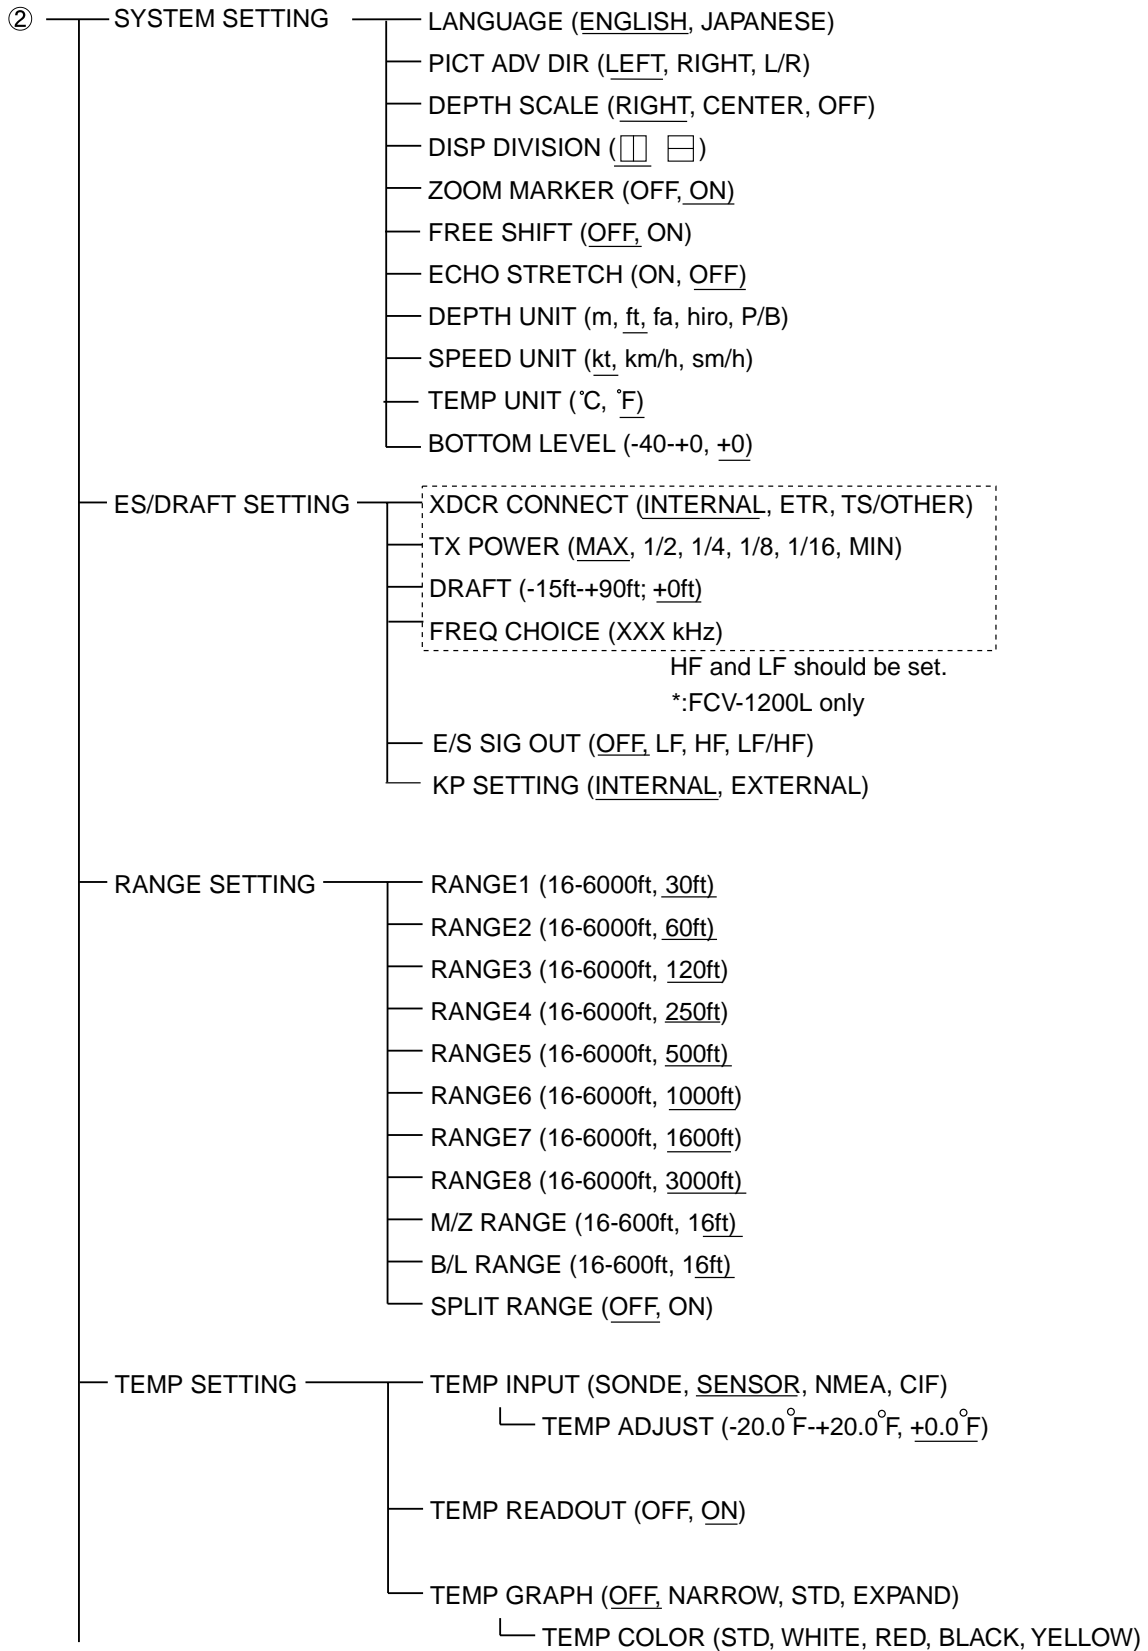 ② SYSTEM SETTING LANGUAGE (ENGLISH, JAPANESE)
PICT ADV DIR (LEFT, RIGHT, L/R)
DEPTH SCALE (RIGHT, CENTER, OFF)
DISP DIVISION ( )
ZOOM MARKER (OFF, ON)
FREE SHIFT (OFF, ON)
ECHO STRETCH (ON, OFF)
DEPTH UNIT (m, ft, fa, hiro, P/B)
SPEED UNIT (kt, km/h, sm/h)
TEMP UNIT (°C, °F)
BOTTOM LEVEL (-40-+0, +0)
ES/DRAFT SETTING XDCR CONNECT (INTERNAL, ETR, TS/OTHER)
TX POWER (MAX, 1/2, 1/4, 1/8, 1/16, MIN)
DRAFT (-15ft-+90ft; +0ft)
FREQ CHOICE (XXX kHz)
HF and LF should be set.
*:FCV-1200L only
E/S SIG OUT (OFF, LF, HF, LF/HF)
KP SETTING (INTERNAL, EXTERNAL)
RANGE SETTING RANGE1 (16-6000ft, 30ft)
RANGE2 (16-6000ft, 60ft)
RANGE3 (16-6000ft, 120ft)
RANGE4 (16-6000ft, 250ft)
RANGE5 (16-6000ft, 500ft)
RANGE6 (16-6000ft, 1000ft)
RANGE7 (16-6000ft, 1600ft)
RANGE8 (16-6000ft, 3000ft)
M/Z RANGE (16-600ft, 16ft)
B/L RANGE (16-600ft, 16ft)
SPLIT RANGE (OFF, ON)
TEMP SETTING TEMP INPUT (SONDE, SENSOR, NMEA, CIF)
TEMP ADJUST (-20.0°F-+20.0°F, +0.0°F)
TEMP READOUT (OFF, ON)
TEMP GRAPH (OFF, NARROW, STD, EXPAND)
TEMP COLOR (STD, WHITE, RED, BLACK, YELLOW)